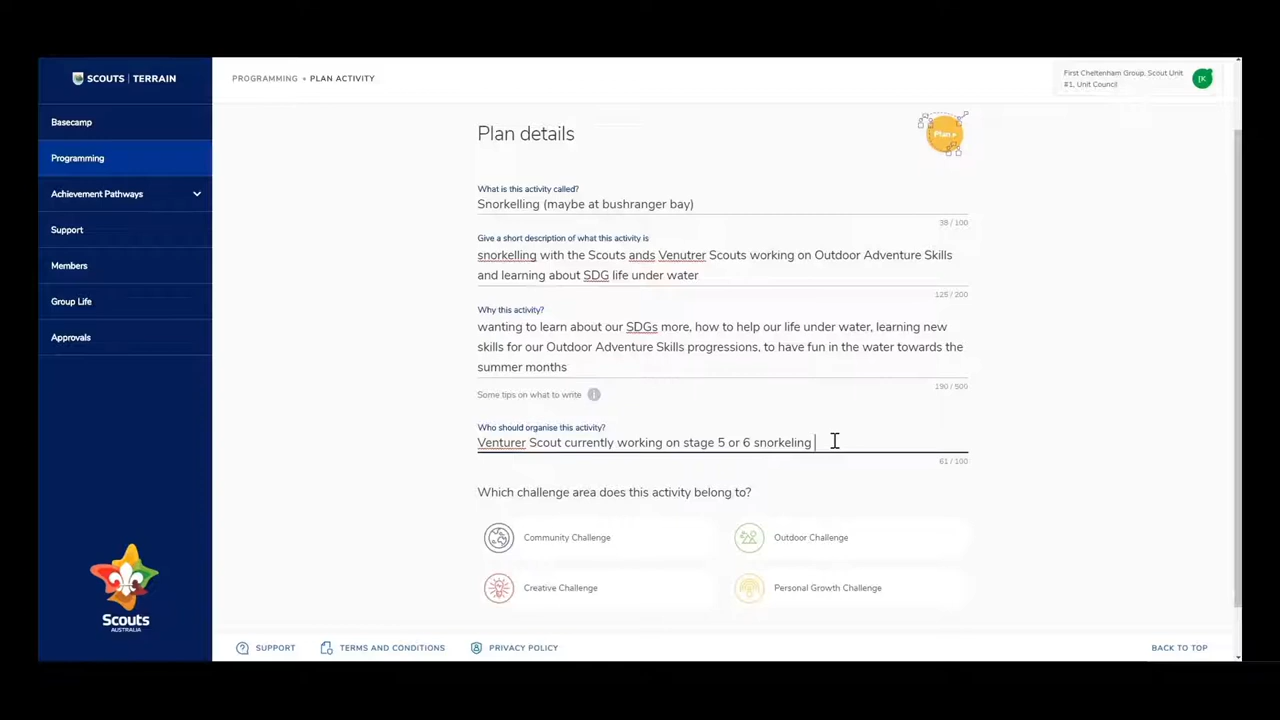 SCOUTS | TERRAIN
PROGRAMMING • PLAN ACTIVITY
First Cheltenham Group, Scout Unit
#1, Unit Council
Basecamp
Programming
Achievement Pathways
Support
Members
Group Life
Approvals
Scouts
AUSTRALIA
Plan details
Plan >
What is this activity called?
Snorkelling (maybe at bushranger bay)
38 / 100
Give a short description of what this activity is
snorkelling with the Scouts ands Venutrer Scouts working on Outdoor Adventure Skills
and learning about SDG life under water
125 / 200
Why this activity?
wanting to learn about our SDGs more, how to help our life under water, learning new
skills for our Outdoor Adventure Skills progressions, to have fun in the water towards the
summer months
190 / 500
Some tips on what to write i
Who should organise this activity?
Venturer Scout currently working on stage 5 or 6 snorkeling
61 / 100
Which challenge area does this activity belong to?
Community Challenge
Outdoor Challenge
Creative Challenge
Personal Growth Challenge
SUPPORT
TERMS AND CONDITIONS
PRIVACY POLICY
BACK TO TOP